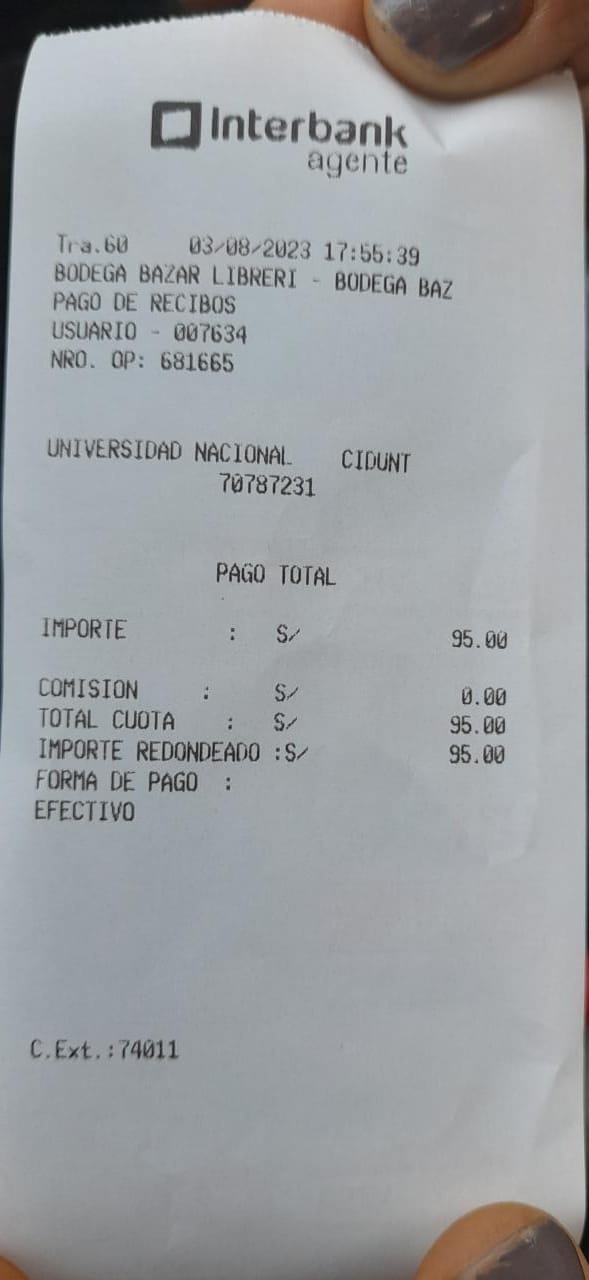 Interbank
agente
Tra.60 03/08/2023 17:55:39
BODEGA BAZAR LIBRERI - BODEGA BAZ
PAGO DE RECIBOS
USUARIO - 007634
NRO. OP: 681665
UNIVERSIDAD NACIONAL CIDUNT
70787231
PAGO TOTAL
IMPORTE : S/ 95.00
COMISION : S/ 0.00
TOTAL CUOTA : S/ 95.00
IMPORTE REDONDEADO :S/ 95.00
FORMA DE PAGO :
EFECTIVO
C.Ext.:74011